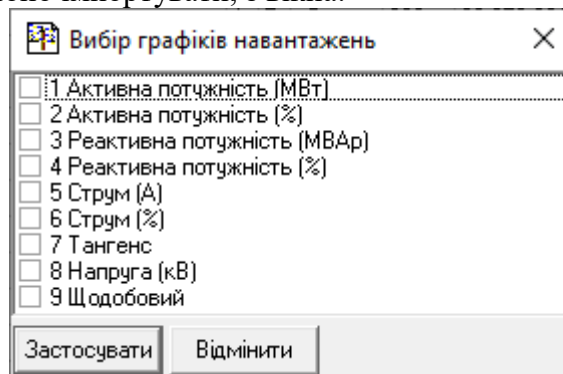 Вибір графіків навантажень
1 Активна потужність (МВт)
2 Активна потужність (%)
3 Реактивна потужність (МВАр)
4 Реактивна потужність (%)
5 Струм (А)
6 Струм (%)
7 Тангенс
8 Напруга (кВ)
9 Щодобовий
Застосувати Відмінити